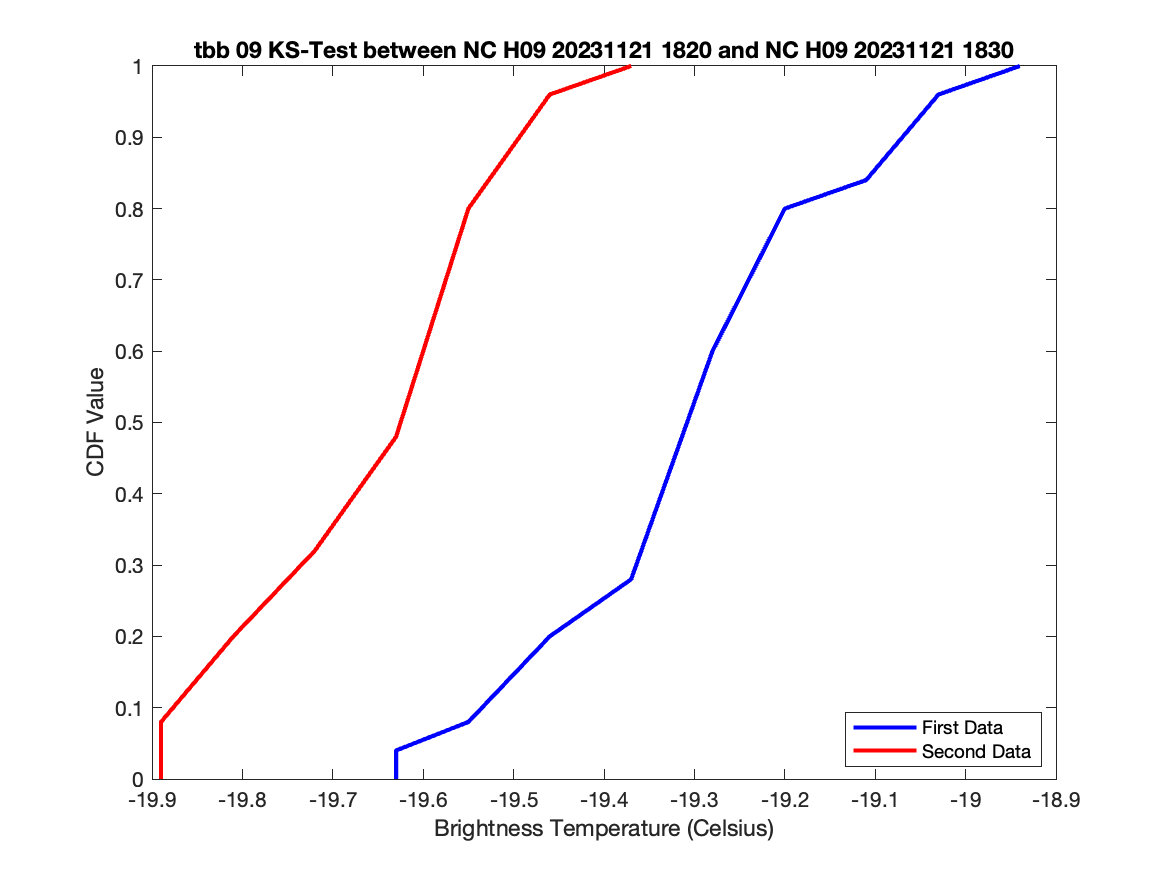 tbb 09 KS-Test between NC H09 20231121 1820 and NC H09 20231121 1830
1
0.9
0.8
0.7
0.6
0.5
0.4
0.3
0.2
0.1
0
CDF Value
First Data
Second Data
-19.9 -19.8 -19.7 -19.6 -19.5 -19.4 -19.3 -19.2 -19.1 -19 -18.9
Brightness Temperature (Celsius)